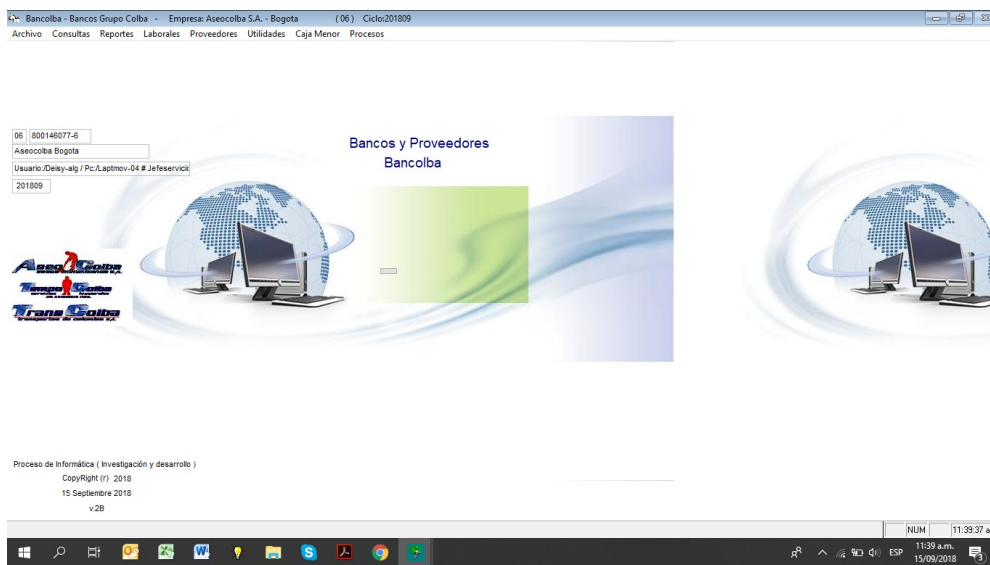 Bancolba - Bancos Grupo Colba - Empresa: Aseocolba S.A. - Bogota ( 06 ) Ciclo:201809
Archivo Consultas Reportes Laborales Proveedores Utilidades Caja Menor Procesos
06 800146077-6
Aseocolba Bogota
Usuario:/Deisy-alg / Pc:/Laptmov-04 # Jefeservicic
201809
Bancos y Proveedores
Bancolba
Aseo Colba
Tempo Colba
Trans Colba
Proceso de Informática ( Investigación y desarrollo )
CopyRight (r) 2018
15 Septiembre 2018
v.2B
NUM 11:39:37 a
ESP 11:39 a.m.
15/09/2018
3